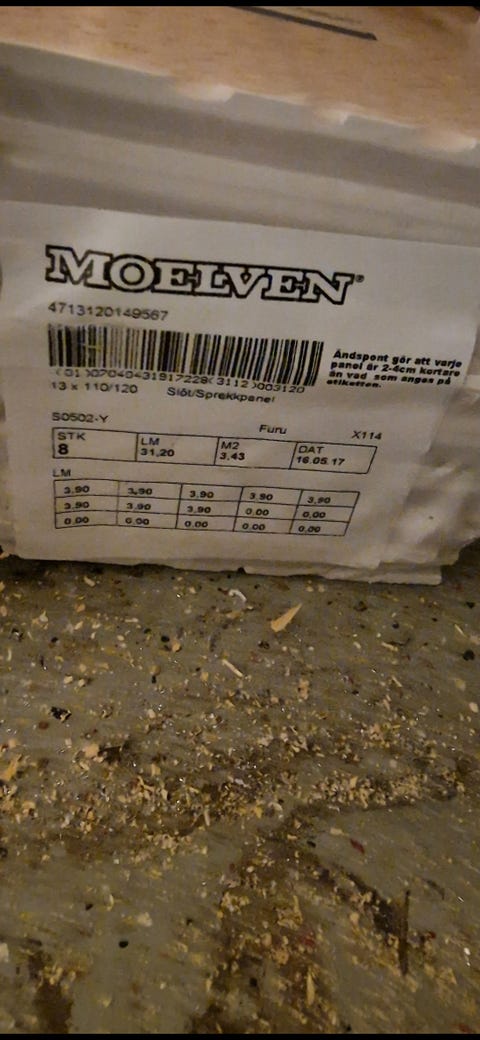 MOELVEN®
4713120149567
(01)07040431917228(3112)003120
Ändspont gör att varje
panel är 2-4cm kortare
än vad som anges på
etiketten.
13 x 110/120 Slöt/Sprekkpanel
S0502-Y Furu X114
STK LM M2 DAT
8 31,20 3,43 16.05.17
LM
3,90 3,90 3,90 3,90 3,90
3,90 3,90 3,90 0,00 0,00
0,00 0,00 0,00 0,00 0,00